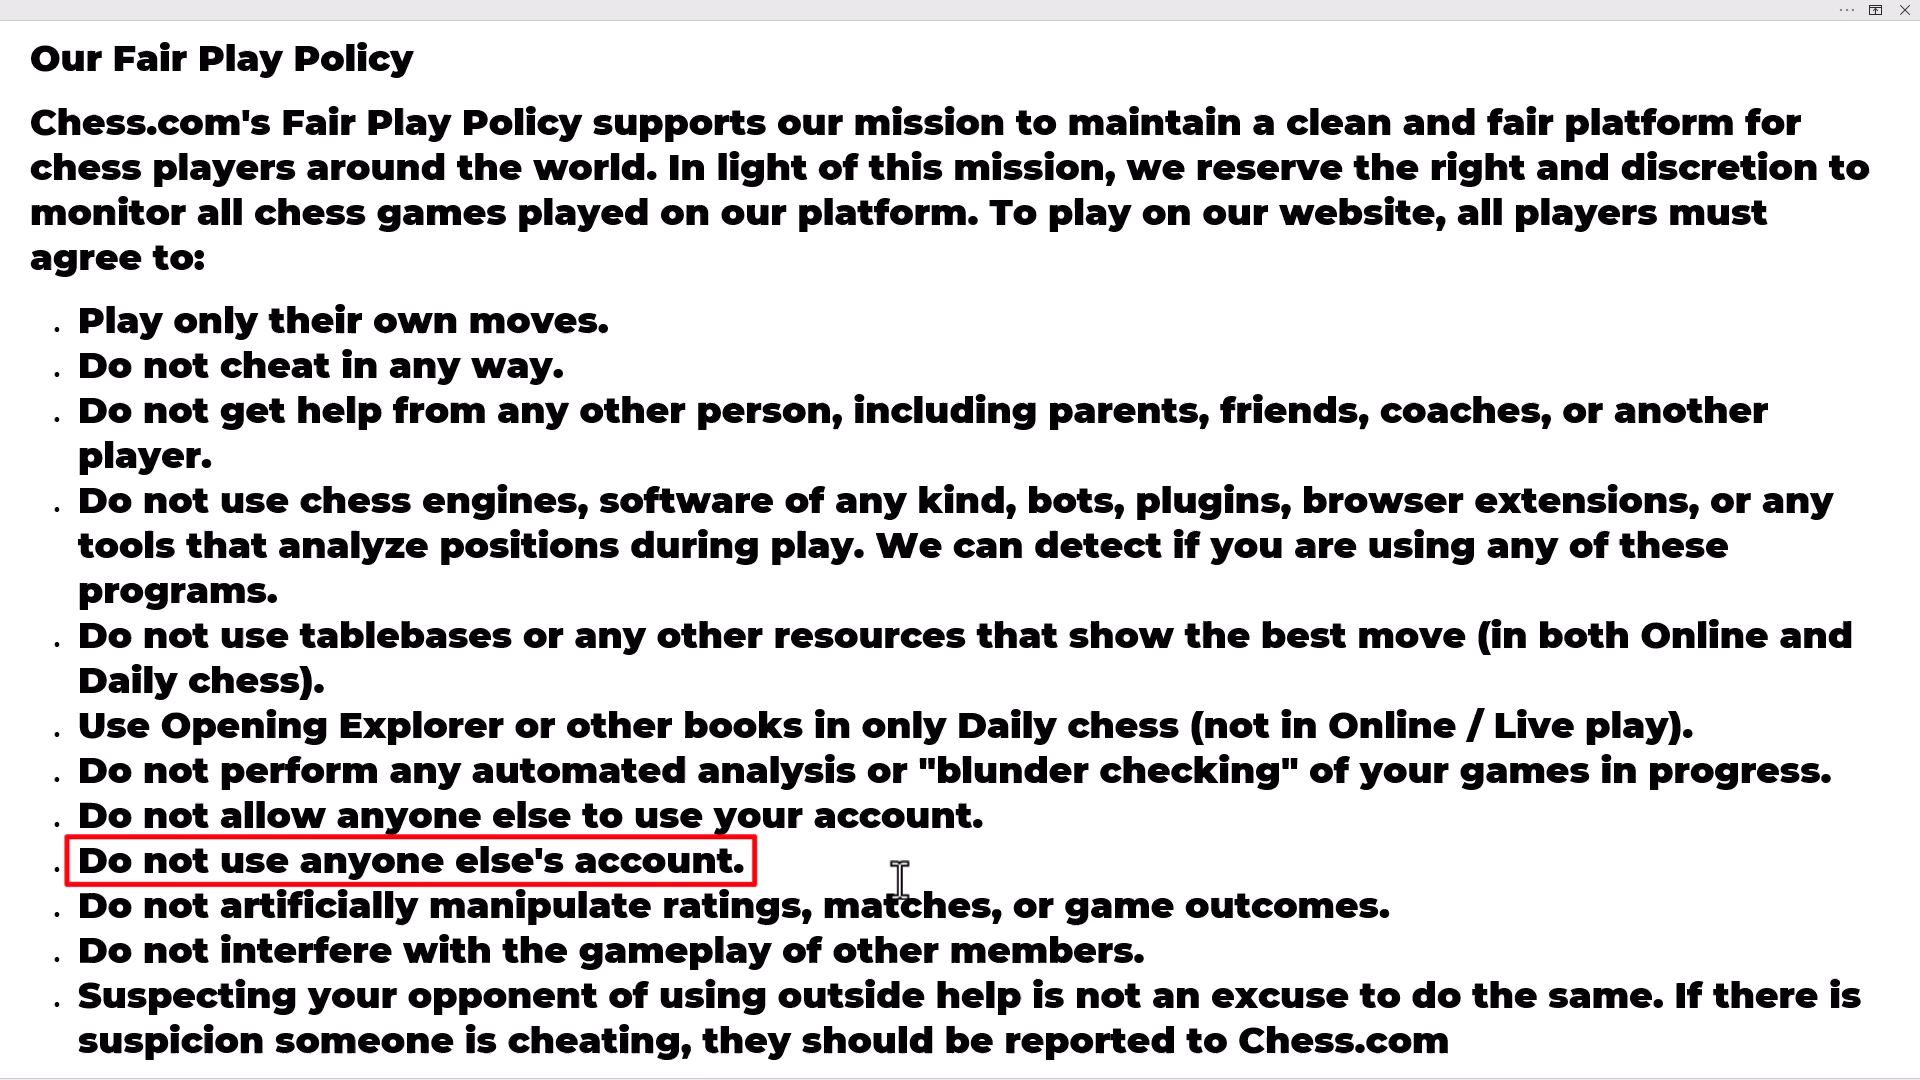 Our Fair Play Policy
Chess.com's Fair Play Policy supports our mission to maintain a clean and fair platform for
chess players around the world. In light of this mission, we reserve the right and discretion to
monitor all chess games played on our platform. To play on our website, all players must
agree to:
• Play only their own moves.
• Do not cheat in any way.
• Do not get help from any other person, including parents, friends, coaches, or another
player.
• Do not use chess engines, software of any kind, bots, plugins, browser extensions, or any
tools that analyze positions during play. We can detect if you are using any of these
programs.
• Do not use tablebases or any other resources that show the best move (in both Online and
Daily chess).
• Use Opening Explorer or other books in only Daily chess (not in Online / Live play).
• Do not perform any automated analysis or "blunder checking" of your games in progress.
• Do not allow anyone else to use your account.
• Do not use anyone else's account.
• Do not artificially manipulate ratings, matches, or game outcomes.
• Do not interfere with the gameplay of other members.
• Suspecting your opponent of using outside help is not an excuse to do the same. If there is
suspicion someone is cheating, they should be reported to Chess.com